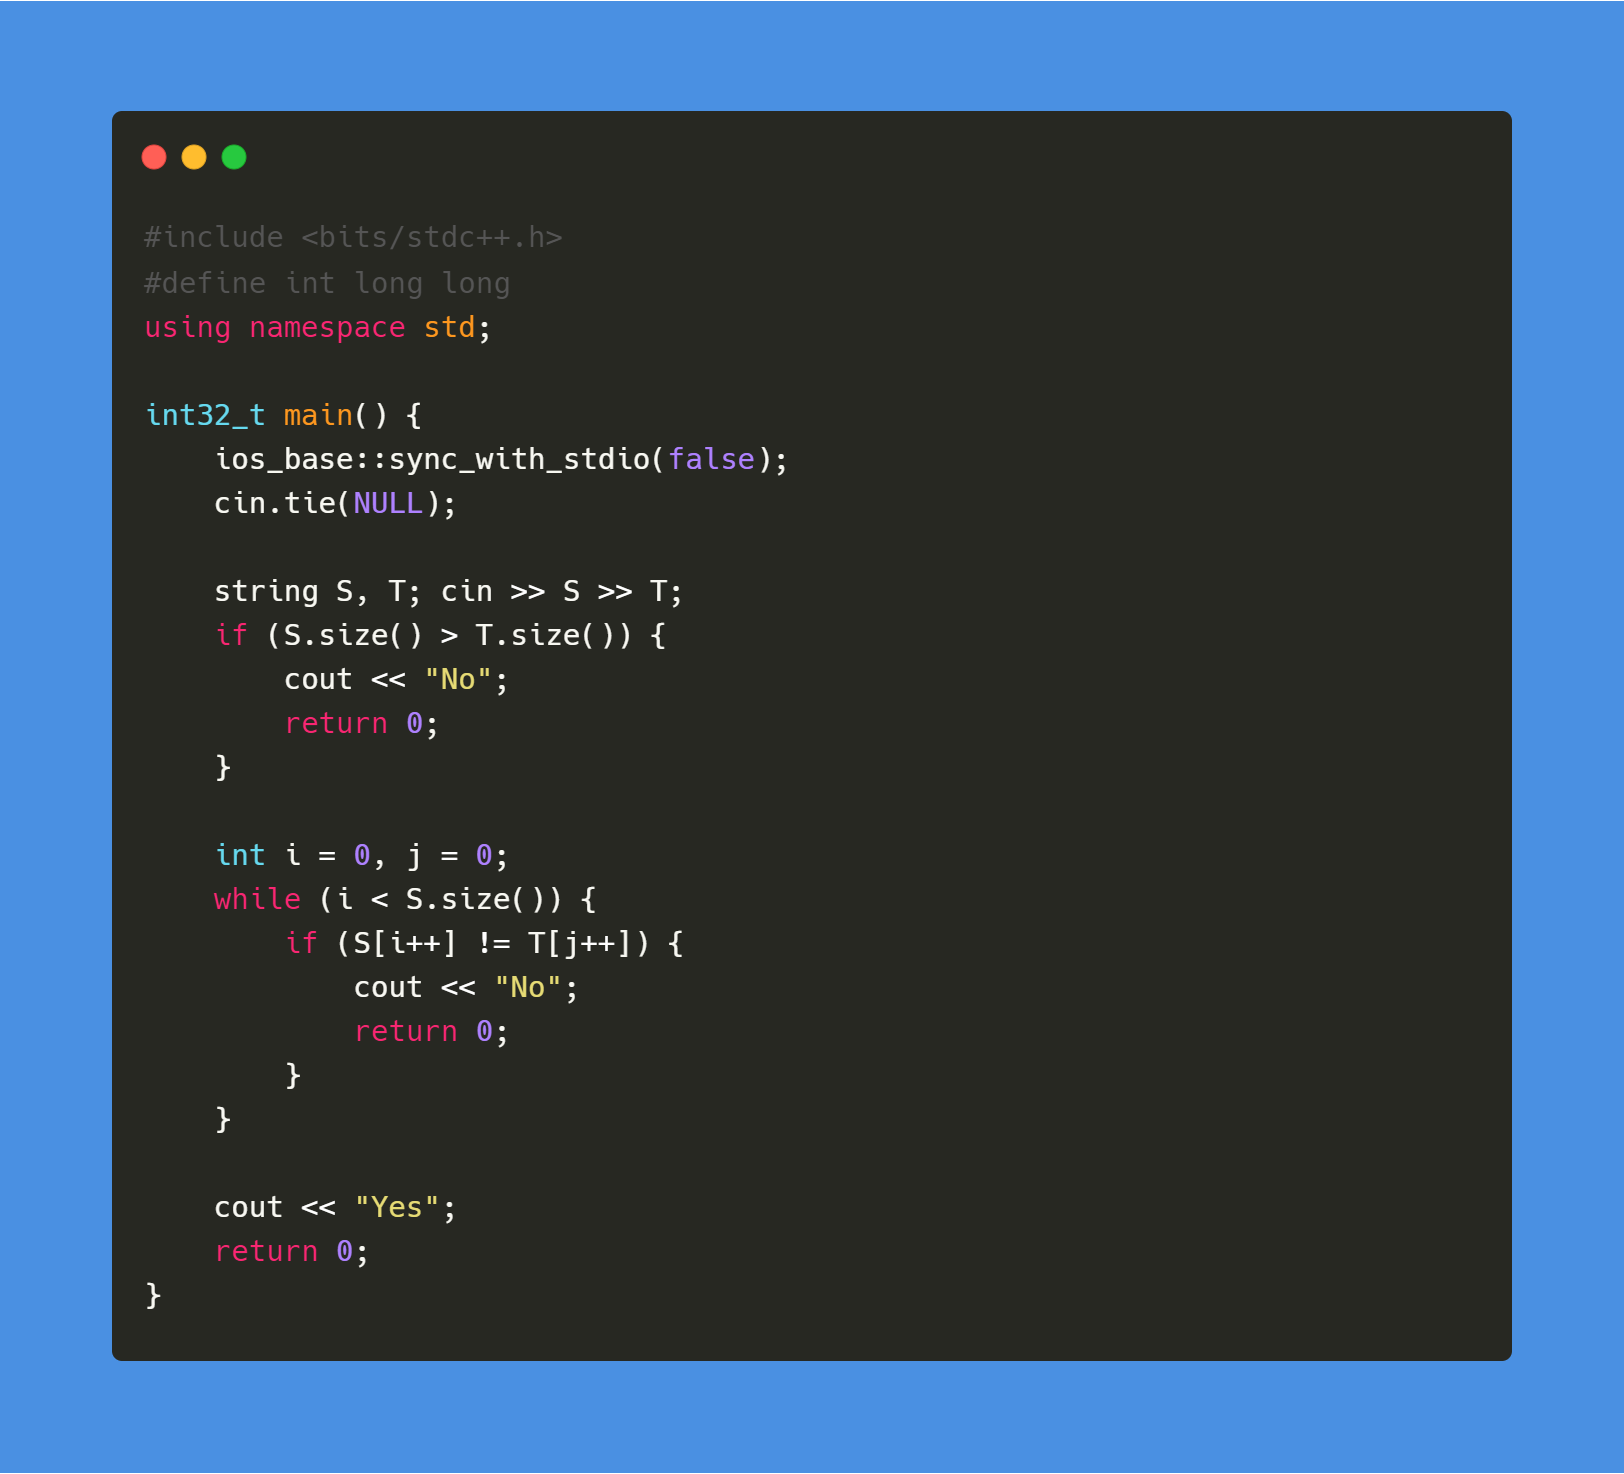 #include <bits/stdc++.h>
#define int long long
using namespace std;

int32_t main() {
    ios_base::sync_with_stdio(false);
    cin.tie(NULL);

    string S, T; cin >> S >> T;
    if (S.size() > T.size()) {
        cout << "No";
        return 0;
    }

    int i = 0, j = 0;
    while (i < S.size()) {
        if (S[i++] != T[j++]) {
            cout << "No";
            return 0;
        }
    }

    cout << "Yes";
    return 0;
}